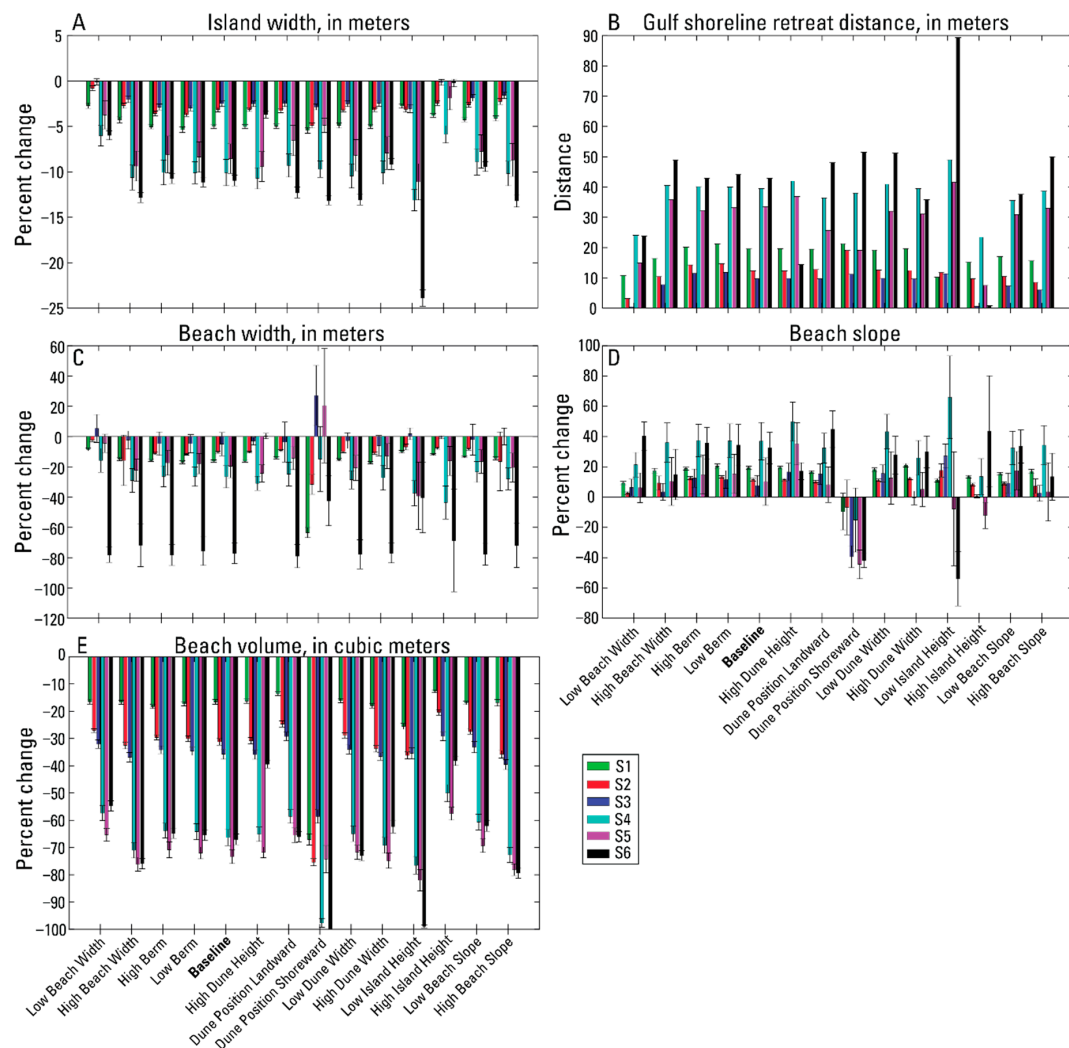 A
Island width, in meters
5
0
−5
−10
−15
−20
−25
Percent change
B
Gulf shoreline retreat distance, in meters
90
80
70
60
50
40
30
20
10
0
Distance
C
Beach width, in meters
60
40
20
0
−20
−40
−60
−80
−100
−120
Percent change
D
Beach slope
100
80
60
40
20
0
−20
−40
−60
−80
Percent change
Low Beach Width
High Beach Width
High Berm
Low Berm
Baseline
High Dune Height
Dune Position Landward
Dune Position Shoreward
Low Dune Width
High Dune Width
Low Island Height
High Island Height
Low Beach Slope
High Beach Slope
E
Beach volume, in cubic meters
0
−10
−20
−30
−40
−50
−60
−70
−80
−90
−100
Percent change
Low Beach Width
High Beach Width
High Berm
Low Berm
Baseline
High Dune Height
Dune Position Landward
Dune Position Shoreward
Low Dune Width
High Dune Width
Low Island Height
High Island Height
Low Beach Slope
High Beach Slope
S1
S2
S3
S4
S5
S6